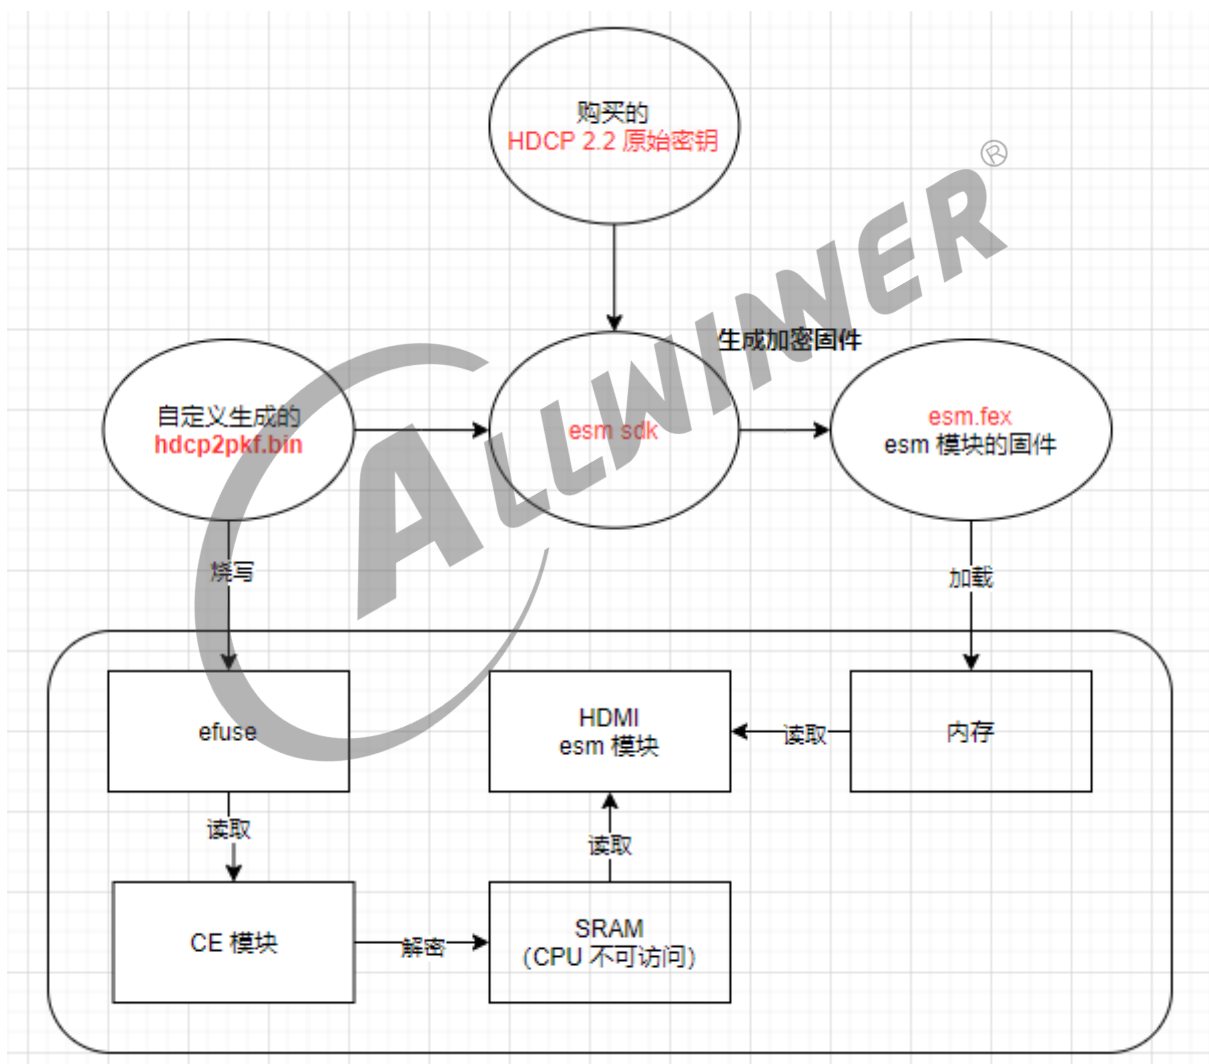 购买的
HDCP 2.2 原始密钥
ALLWINNER®
生成加密固件
自定义生成的
hdcp2pkf.bin
esm sdk
esm.fex
esm 模块的固件
烧写
加载
efuse
HDMI
esm 模块
读取
内存
读取
读取
CE 模块
解密
SRAM
（CPU 不可访问）